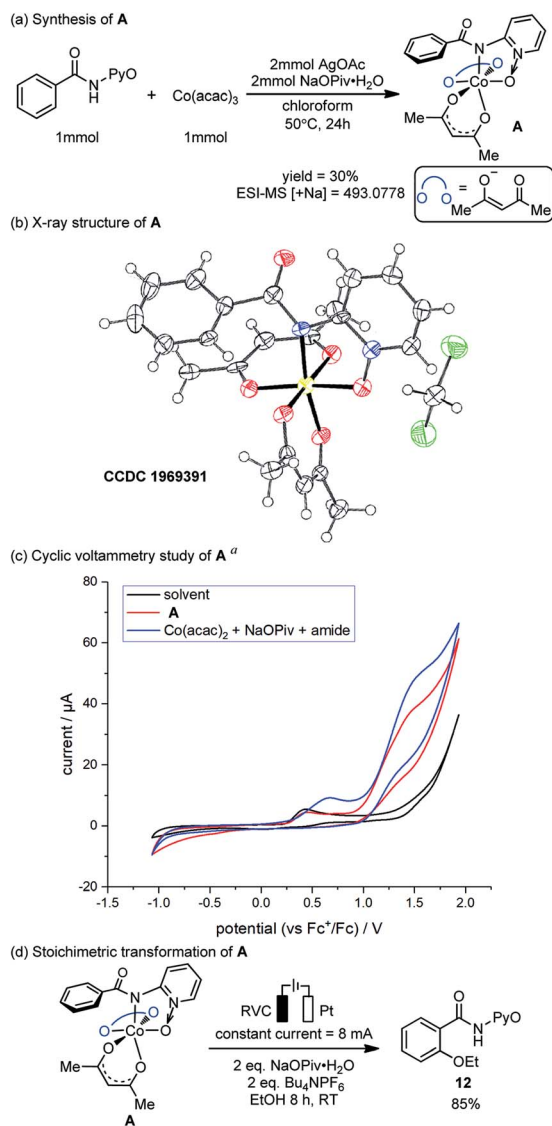 (a) Synthesis of A
O
N
H
PyO
1mmol
+
Co(acac)3
1mmol
2mmol AgOAc
2mmol NaOPiv•H2O
chloroform
50°C, 24h
O
N
N
O
O
Co
O
O
O
Me
Me
A
yield = 30%
ESI-MS [+Na] = 493.0778
O O = O− O
Me Me
(b) X-ray structure of A
CCDC 1969391
(c) Cyclic voltammetry study of A a
solvent
A
Co(acac)2 + NaOPiv + amide
current / µA
80
60
40
20
0
-20
-1.5 -1.0 -0.5 0.0 0.5 1.0 1.5 2.0
potential (vs Fc+/Fc) / V
(d) Stoichimetric transformation of A
O
N
N
O
O
Co
O
O
O
Me
Me
A
RVC Pt
constant current = 8 mA
2 eq. NaOPiv•H2O
2 eq. Bu4NPF6
EtOH 8 h, RT
O
N
H
PyO
OEt
12
85%